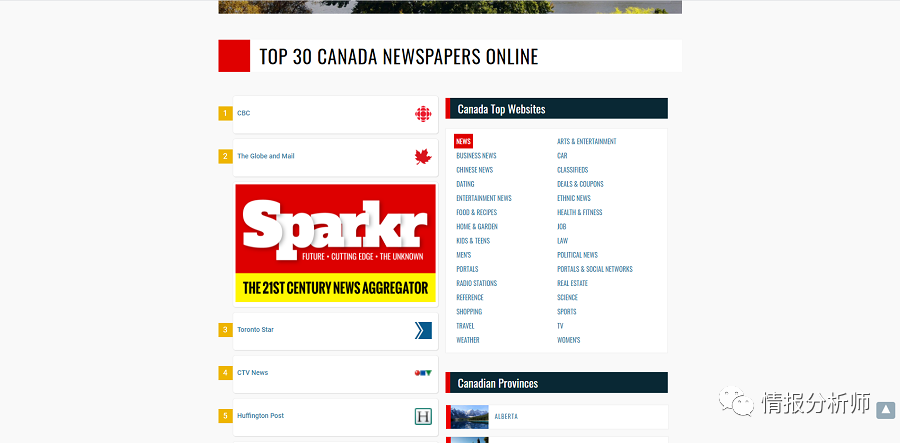 TOP 30 CANADA NEWSPAPERS ONLINE
1 CBC
2 The Globe and Mail
Sparkr
FUTURE • CUTTING EDGE • THE UNKNOWN
THE 21ST CENTURY NEWS AGGREGATOR
3 Toronto Star
4 CTV News
5 Huffington Post
H
Canada Top Websites
NEWS ARTS & ENTERTAINMENT
BUSINESS NEWS CAR
CHINESE NEWS CLASSIFIEDS
DATING DEALS & COUPONS
ENTERTAINMENT NEWS ETHNIC NEWS
FOOD & RECIPES HEALTH & FITNESS
HOME & GARDEN JOB
KIDS & TEENS LAW
MEN'S POLITICAL NEWS
PORTALS PORTALS & SOCIAL NETWORKS
RADIO STATIONS REAL ESTATE
REFERENCE SCIENCE
SHOPPING SPORTS
TRAVEL TV
WEATHER WOMEN'S
Canadian Provinces
ALBERTA
情报分析师